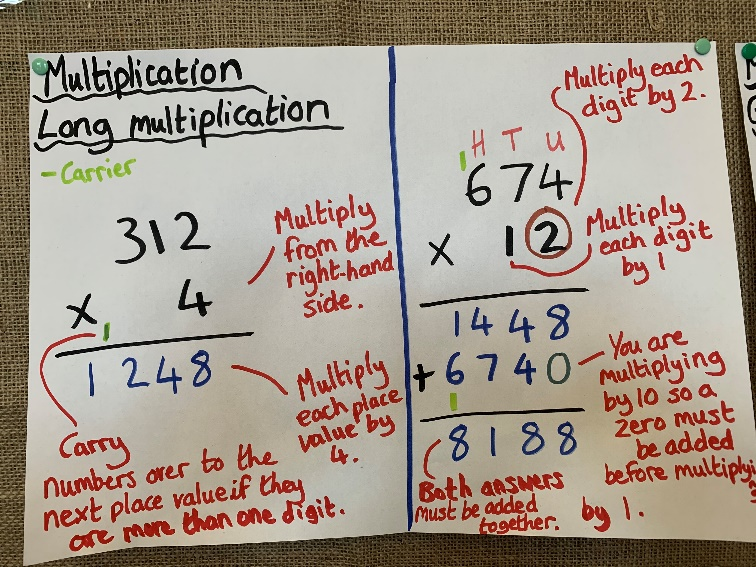 Multiplication
Long multiplication
- Carrier
312
x 4
1
1248
Multiply
from the
right-hand
side.
Multiply
each place
value by
4.
Carry
numbers over to the
next place value if they
are more than one digit.
Multiply each
digit by 2.
H T U
1
674
x 12
Multiply
each digit
by 1
1448
+6740
1
8188
You are
multiplying
by 10 so a
zero must
be added
before multiplyi
by 1.
Both answers
must be added
together.